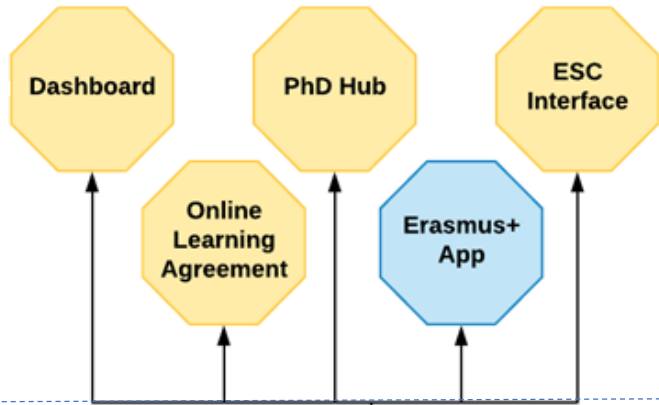 Dashboard
PhD Hub
ESC
Interface
Online
Learning
Agreement
Erasmus+
App